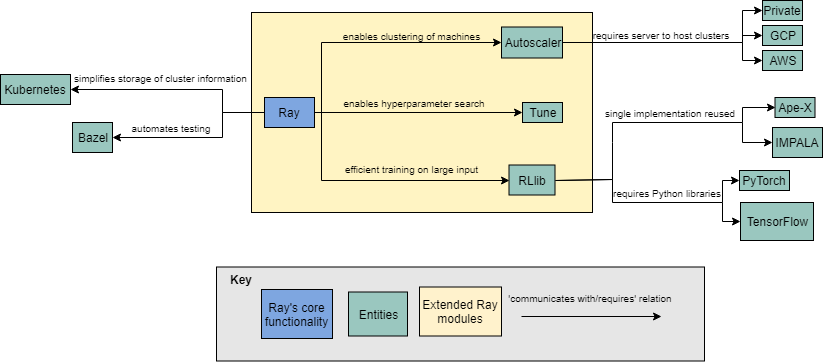 Private
enables clustering of machines
Autoscaler
requires server to host clusters
GCP
AWS
simplifies storage of cluster information
Kubernetes
Ray
enables hyperparameter search
Tune
single implementation reused
Ape-X
Bazel
automates testing
IMPALA
efficient training on large input
RLlib
PyTorch
requires Python libraries
TensorFlow
Key
Ray's core
functionality
Entities
Extended Ray
modules
'communicates with/requires' relation